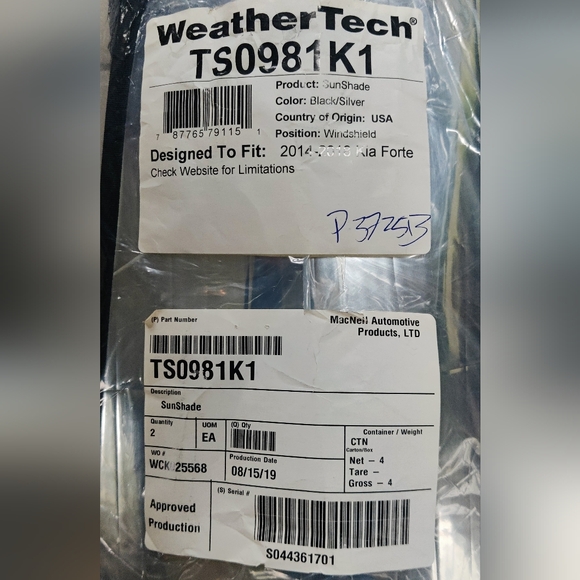 WeatherTech®
TS0981K1
Product: SunShade
Color: Black/Silver
Country of Origin: USA
Position: Windshield
7 87765 79115 1
Designed To Fit: 2014-2018 Kia Forte
Check Website for Limitations
P37253
(P) Part Number
MacNeil Automotive
Products, LTD
TS0981K1
Description
SunShade
Quantity
2
UOM
EA
(Q) Qty
Container / Weight
CTN
Carton/Box
Net - 4
Tare -
Gross - 4
WO #
WCK 25568
Production Date
08/15/19
(S) Serial #
Approved
Production
S044361701